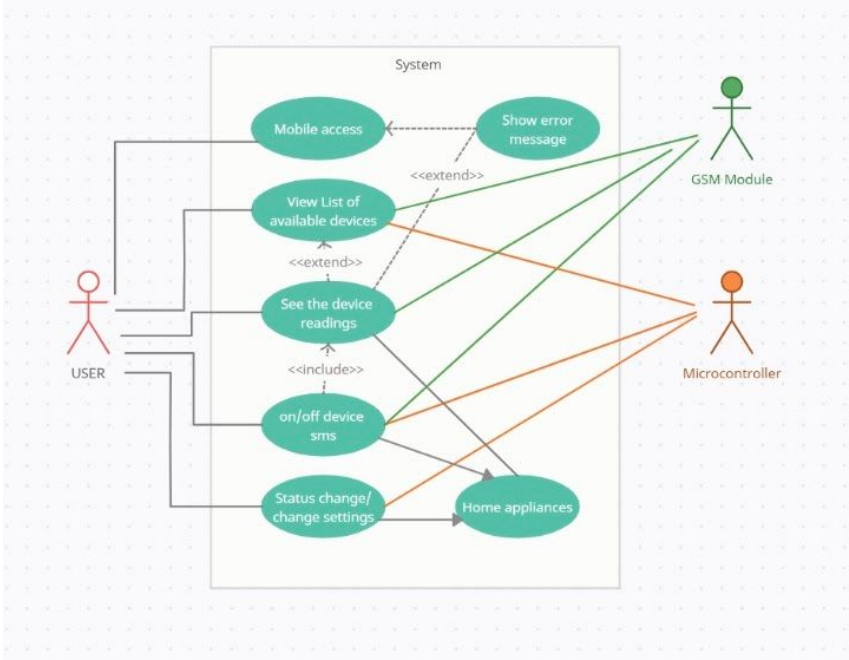 System
Mobile access
Show error
message
<<extend>>
View List of
available devices
<<extend>>
See the device
readings
<<include>>
on/off device
sms
Status change/
change settings
Home appliances
USER
GSM Module
Microcontroller